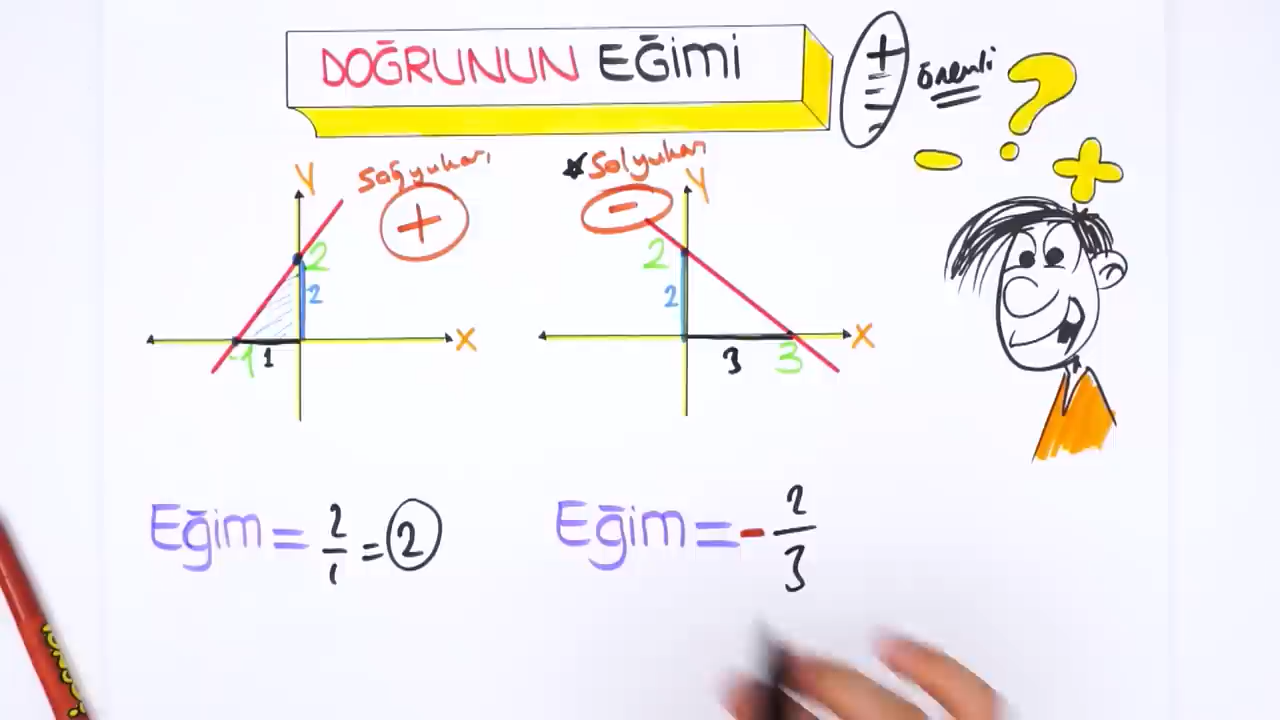 DOĞRUNUN EĞİMİ
+
=
-
önemli
- ? +
Sağyukarı
+
Y
2
2
X
-1
1
Solyukarı
-
Y
2
2
X
3
3
Eğim = 2/1 = 2
Eğim = - 2/3